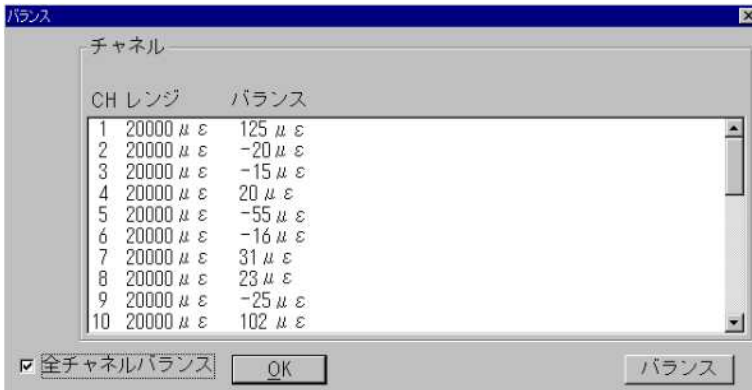 バランス
チャネル
CH レンジ バランス
1 20000με 125με
2 20000με -20με
3 20000με -15με
4 20000με 20με
5 20000με -55με
6 20000με -16με
7 20000με 31με
8 20000με 23με
9 20000με -25με
10 20000με 102με
全チャネルバランス OK バランス